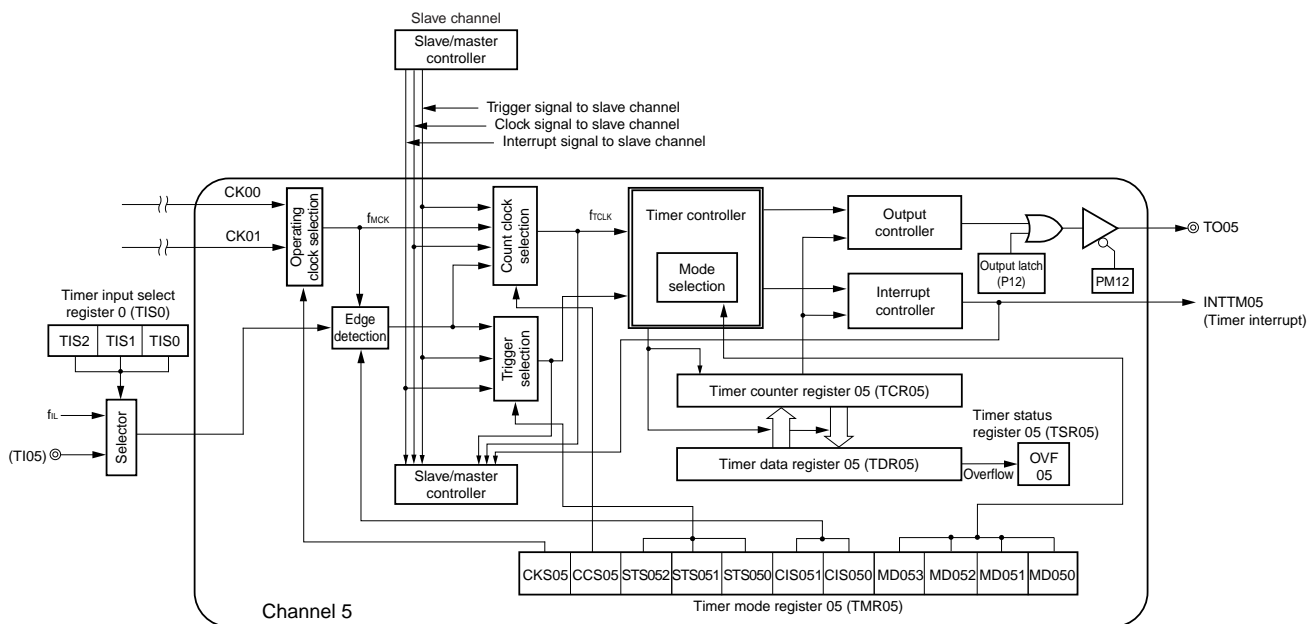 Slave channel
Slave/master
controller
Trigger signal to slave channel
Clock signal to slave channel
Interrupt signal to slave channel
CK00
CK01
Operating
clock selection
fMCK
Count clock
selection
fTCLK
Timer controller
Mode
selection
Output
controller
Output latch
(P12)
PM12
TO05
Interrupt
controller
INTTM05
(Timer interrupt)
Timer input select
register 0 (TIS0)
TIS2 TIS1 TIS0
fIL
(TI05)
Selector
Edge
detection
Trigger
selection
Slave/master
controller
Timer counter register 05 (TCR05)
Timer data register 05 (TDR05)
Timer status
register 05 (TSR05)
Overflow
OVF
05
CKS05 CCS05 STS052 STS051 STS050 CIS051 CIS050 MD053 MD052 MD051 MD050
Timer mode register 05 (TMR05)
Channel 5